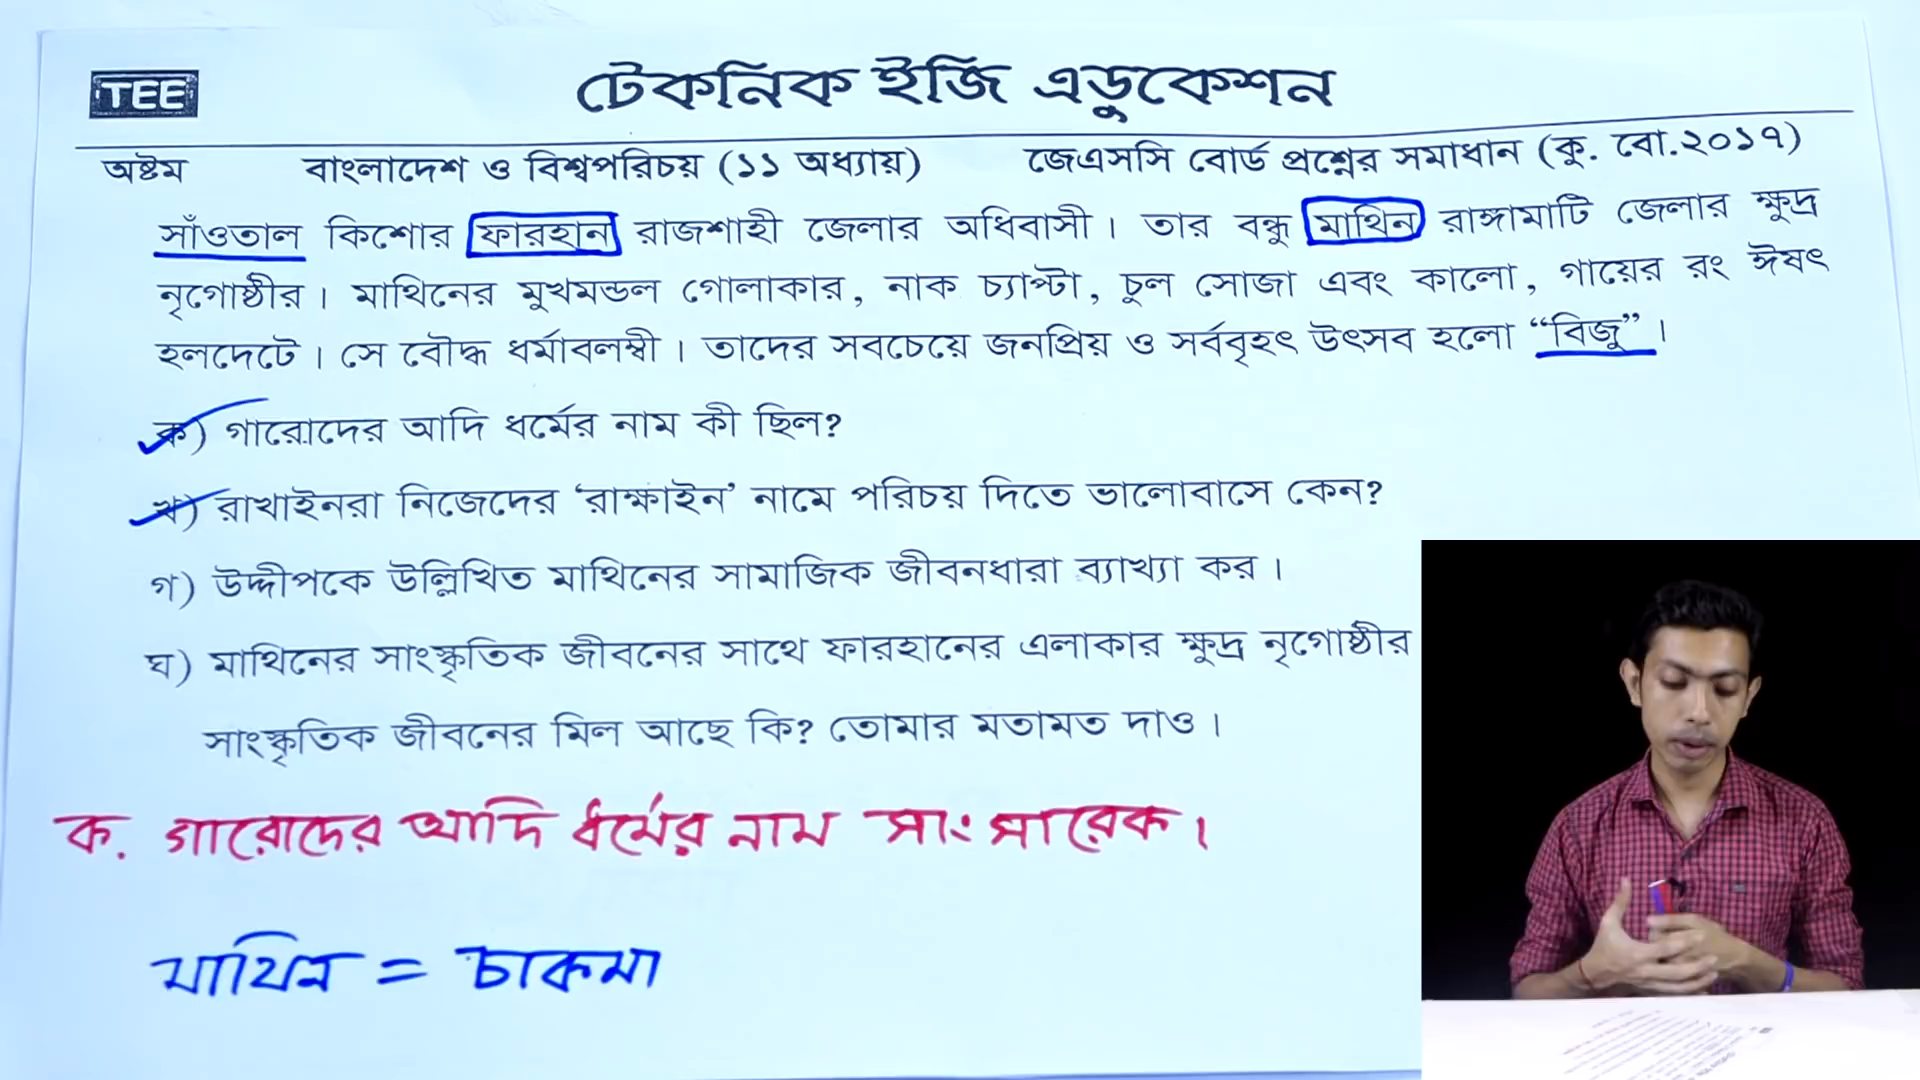 TEE
টেকনিক ইজি এডুকেশন
অষ্টম বাংলাদেশ ও বিশ্বপরিচয় (১১ অধ্যায়) জেএসসি বোর্ড প্রশ্নের সমাধান (কু. বো.২০১৭)
সাঁওতাল কিশোর ফারহান রাজশাহী জেলার অধিবাসী। তার বন্ধু মাথিন রাঙ্গামাটি জেলার ক্ষুদ্র
নৃগোষ্ঠীর। মাথিনের মুখমন্ডল গোলাকার, নাক চ্যাপ্টা, চুল সোজা এবং কালো, গায়ের রং ঈষৎ
হলদেটে। সে বৌদ্ধ ধর্মাবলম্বী। তাদের সবচেয়ে জনপ্রিয় ও সর্ববৃহৎ উৎসব হলো “বিজু”।
ক) গারোদের আদি ধর্মের নাম কী ছিল?
খ) রাখাইনরা নিজেদের ‘রাক্ষাইন’ নামে পরিচয় দিতে ভালোবাসে কেন?
গ) উদ্দীপকে উল্লিখিত মাথিনের সামাজিক জীবনধারা ব্যাখ্যা কর।
ঘ) মাথিনের সাংস্কৃতিক জীবনের সাথে ফারহানের এলাকার ক্ষুদ্র নৃগোষ্ঠীর
সাংস্কৃতিক জীবনের মিল আছে কি? তোমার মতামত দাও।
ক. গারোদের আদি ধর্মের নাম সাংসারেক।
মাথিন = চাকমা